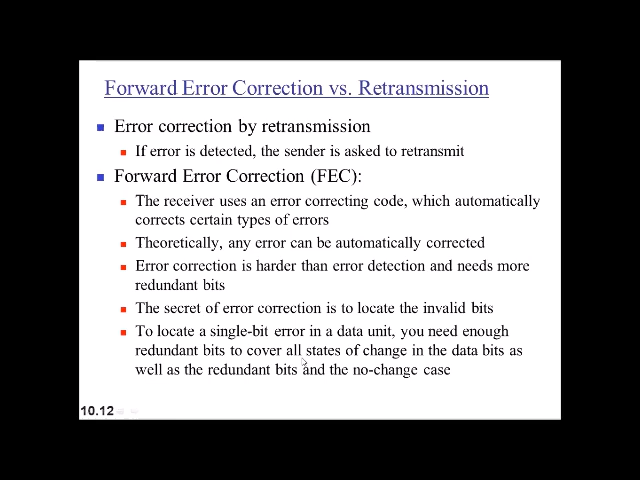 Forward Error Correction vs. Retransmission
Error correction by retransmission
If error is detected, the sender is asked to retransmit
Forward Error Correction (FEC):
The receiver uses an error correcting code, which automatically
corrects certain types of errors
Theoretically, any error can be automatically corrected
Error correction is harder than error detection and needs more
redundant bits
The secret of error correction is to locate the invalid bits
To locate a single-bit error in a data unit, you need enough
redundant bits to cover all states of change in the data bits as
well as the redundant bits and the no-change case
10.12